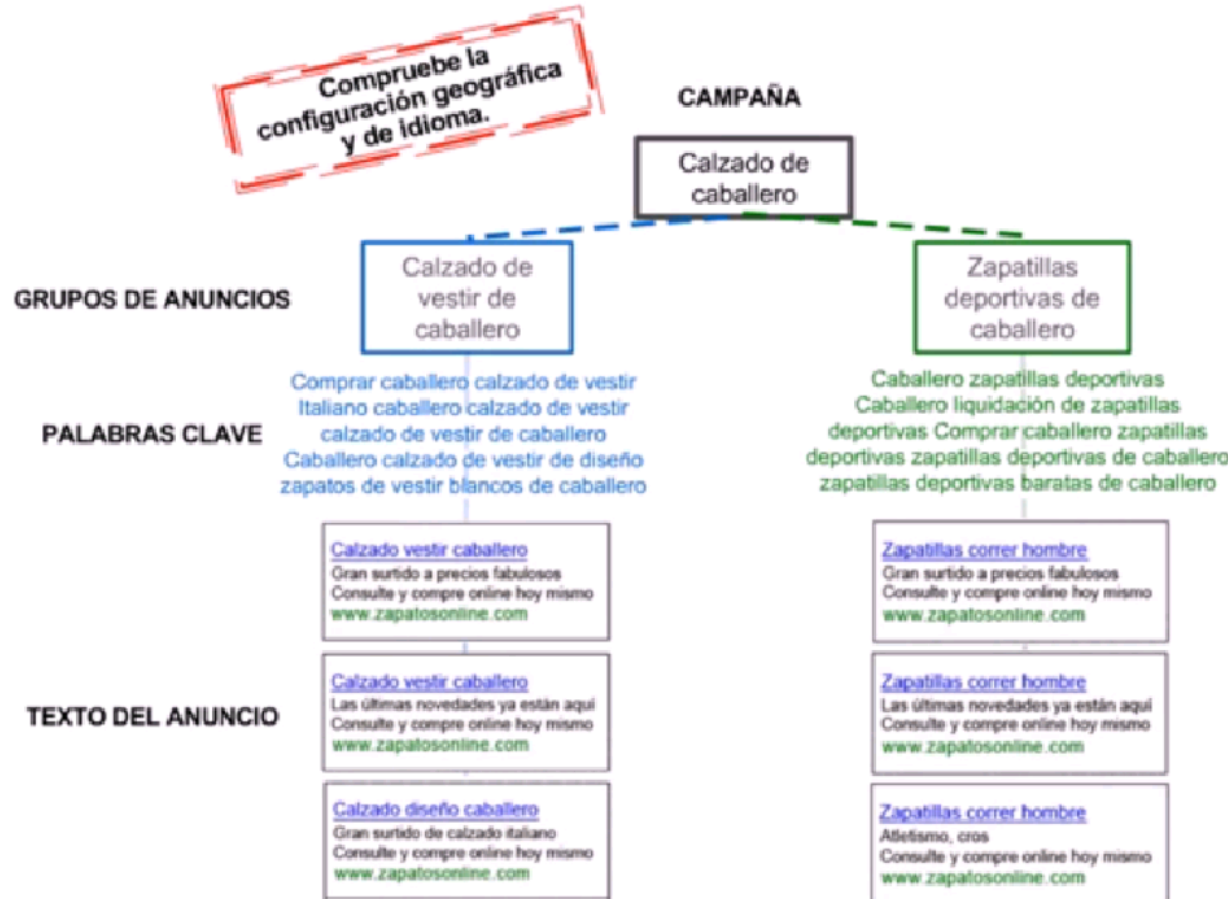 Compruebe la
configuración geográfica
y de idioma.
CAMPAÑA
Calzado de
caballero
GRUPOS DE ANUNCIOS
Calzado de
vestir de
caballero
Zapatillas
deportivas de
caballero
PALABRAS CLAVE
Comprar caballero calzado de vestir
Italiano caballero calzado de vestir
calzado de vestir de caballero
Caballero calzado de vestir de diseño
zapatos de vestir blancos de caballero
Caballero zapatillas deportivas
Caballero liquidación de zapatillas
deportivas Comprar caballero zapatillas
deportivas zapatillas deportivas de caballero
zapatillas deportivas baratas de caballero
TEXTO DEL ANUNCIO
Calzado vestir caballero
Gran surtido a precios fabulosos
Consulte y compre online hoy mismo
www.zapatosonline.com
Calzado vestir caballero
Las últimas novedades ya están aquí
Consulte y compre online hoy mismo
www.zapatosonline.com
Calzado diseño caballero
Gran surtido de calzado italiano
Consulte y compre online hoy mismo
www.zapatosonline.com
Zapatillas correr hombre
Gran surtido a precios fabulosos
Consulte y compre online hoy mismo
www.zapatosonline.com
Zapatillas correr hombre
Las últimas novedades ya están aquí
Consulte y compre online hoy mismo
www.zapatosonline.com
Zapatillas correr hombre
Atletismo, cros
Consulte y compre online hoy mismo
www.zapatosonline.com